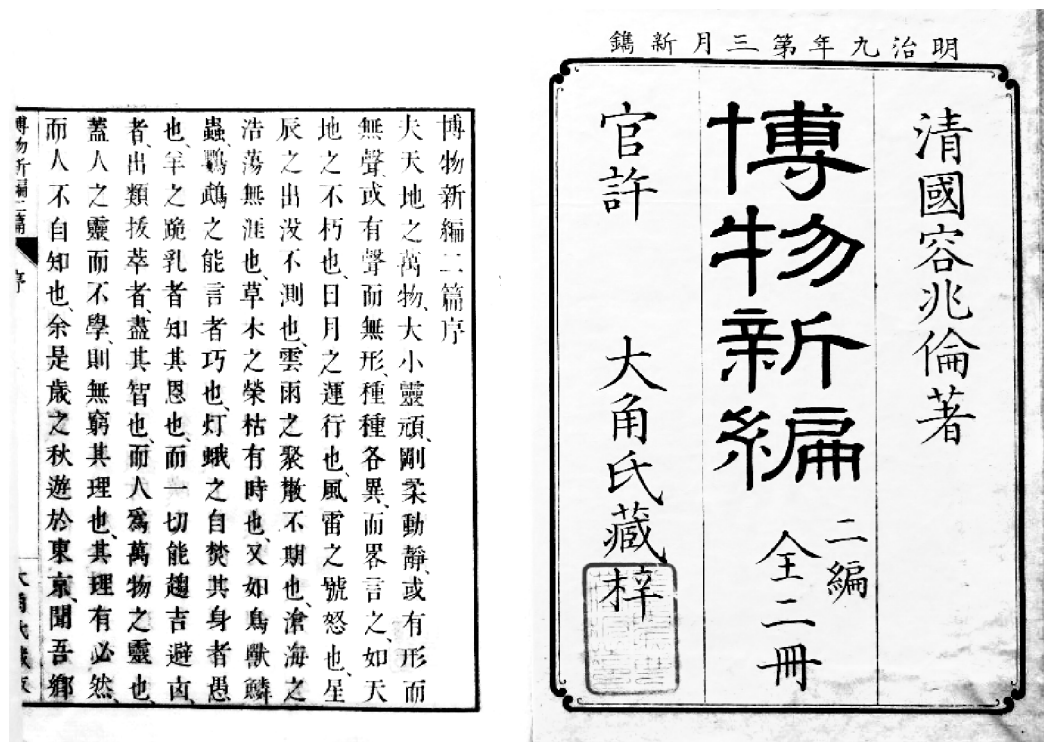 明治九年第三月新鐫
清國容兆倫著
博物新編
二編
全二冊
官許 大角氏藏梓
博物新編二篇序
夫天地之萬物、大小靈頑、剛柔動靜、或有形而
無聲、或有聲而無形、種種各異、而畧言之、如天
地之不朽也、日月之運行也、風雷之號怒也、星
辰之出没不測也、雲雨之聚散不期也、滄海之
浩蕩無涯也、草木之榮枯有時也、又如鳥獸鱗
蟲、鸚鵡之能言者巧也、灯蛾之自焚其身者愚
也、羊之跪乳者知其恩也、而一切能趨吉避凶
者、出類拔萃者、盡其智也、而人爲萬物之靈也、
蓋人之靈而不學、則無窮其理也、其理有必然、
而人不自知也、余是歲之秋遊於東京、聞吾鄉
博物新編二篇 序